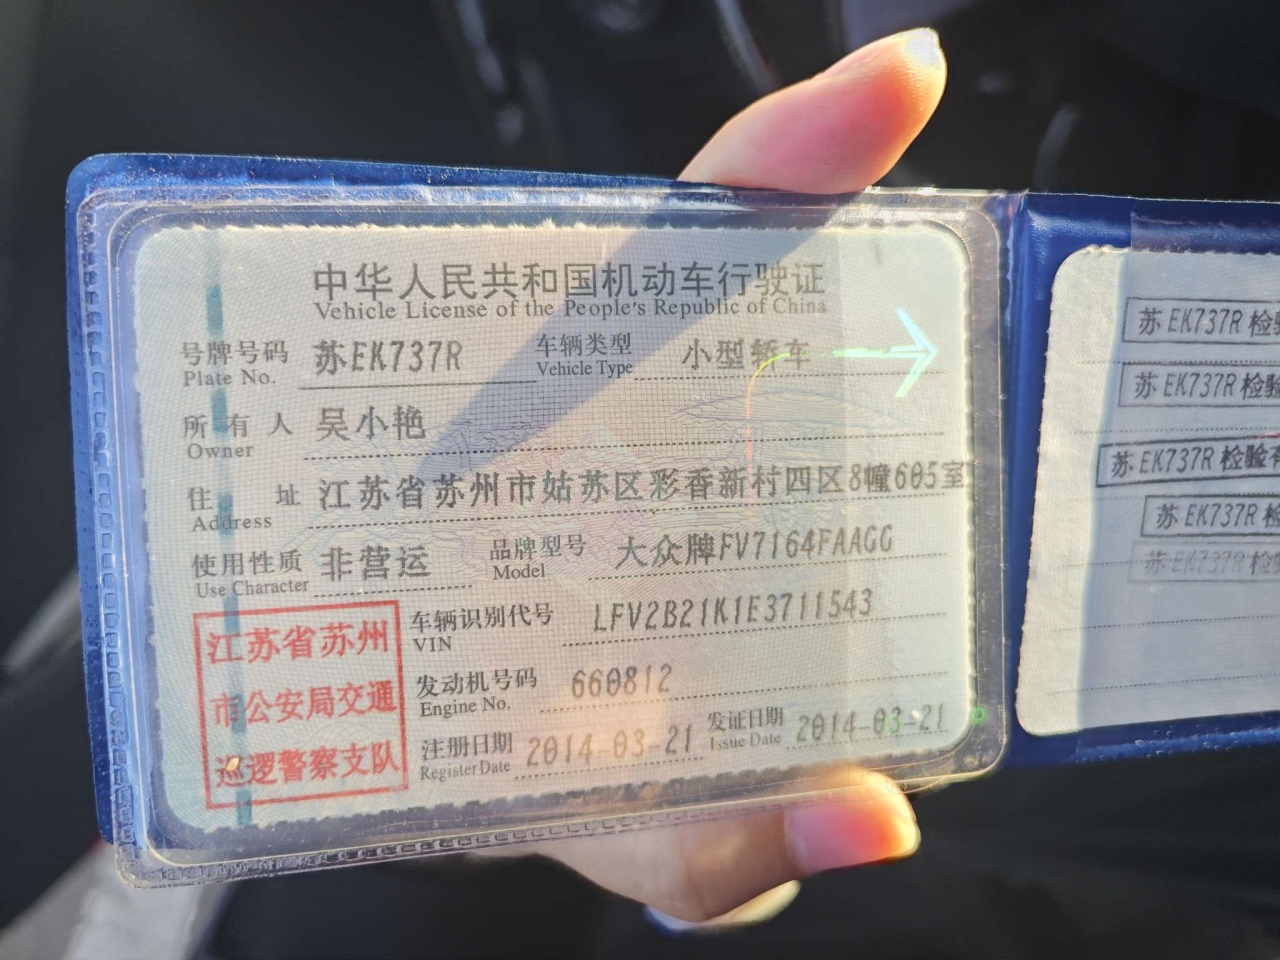 中华人民共和国机动车行驶证
Vehicle License of the People's Republic of China
号牌号码 苏EK737R 车辆类型 小型轿车
Plate No. Vehicle Type
所有人 吴小艳
Owner
住址 江苏省苏州市姑苏区彩香新村四区8幢605室
Address
使用性质 非营运 品牌型号 大众牌FV7164FAAGG
Use Character Model
江苏省苏州
市公安局交通
巡逻警察支队
车辆识别代号 LFV2B21K1E3711543
VIN
发动机号码 660812
Engine No.
注册日期 2014-03-21 发证日期 2014-03-21
Register Date Issue Date
苏EK737R检
苏EK737R检验
苏EK737R检验有
苏EK737R检
苏EK737R检